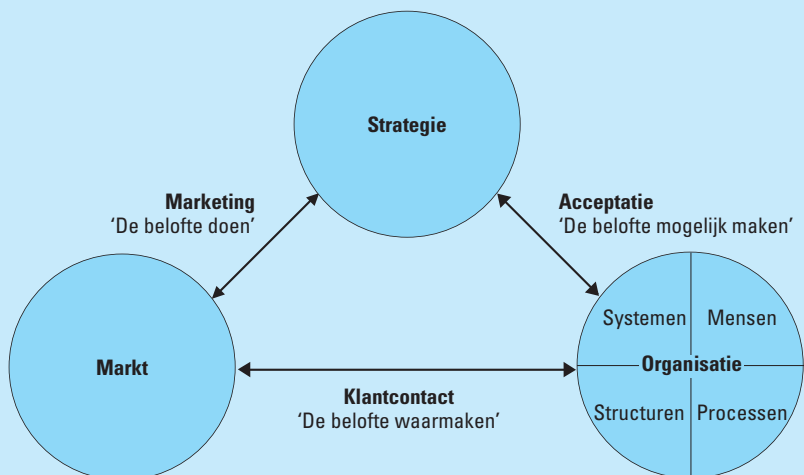 Strategie
Marketing
'De belofte doen'
Acceptatie
'De belofte mogelijk maken'
Systemen
Mensen
Markt
Organisatie
Klantcontact
'De belofte waarmaken'
Structuren
Processen